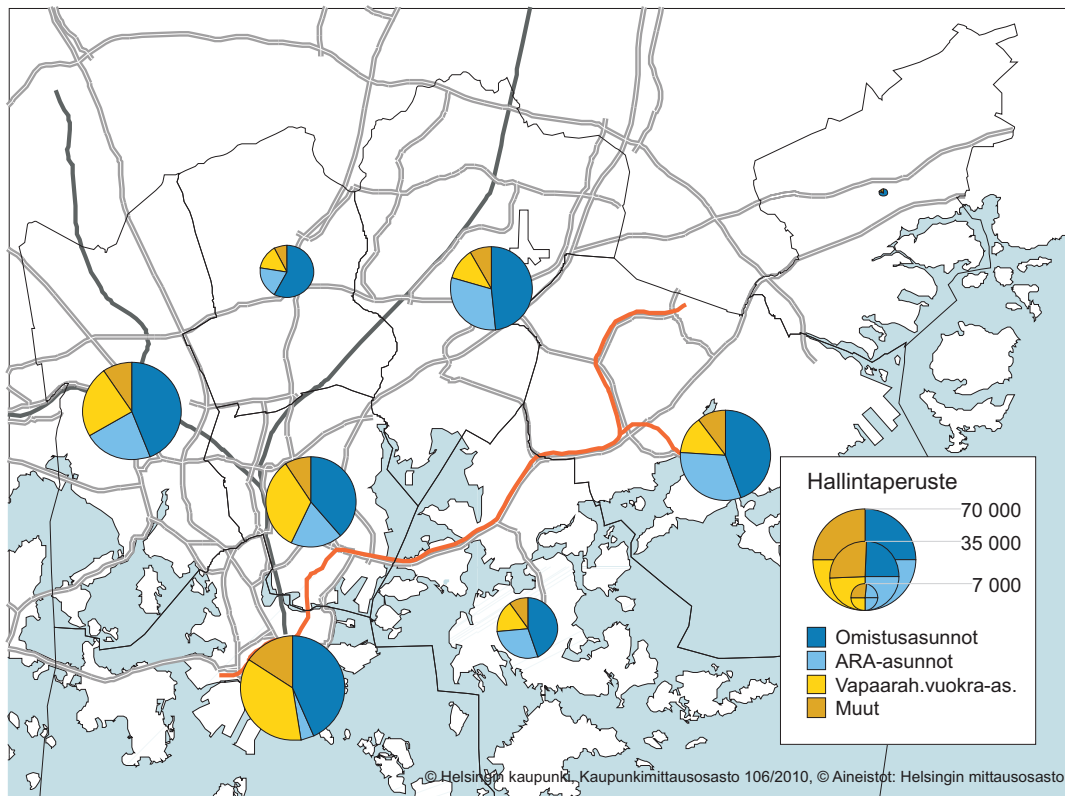 Hallintaperuste
70 000
35 000
7 000
Omistusasunnot
ARA-asunnot
Vapaarah.vuokra-as.
Muut
© Helsingin kaupunki, Kaupunkimittausosasto 106/2010, © Aineistot: Helsingin mittausosasto